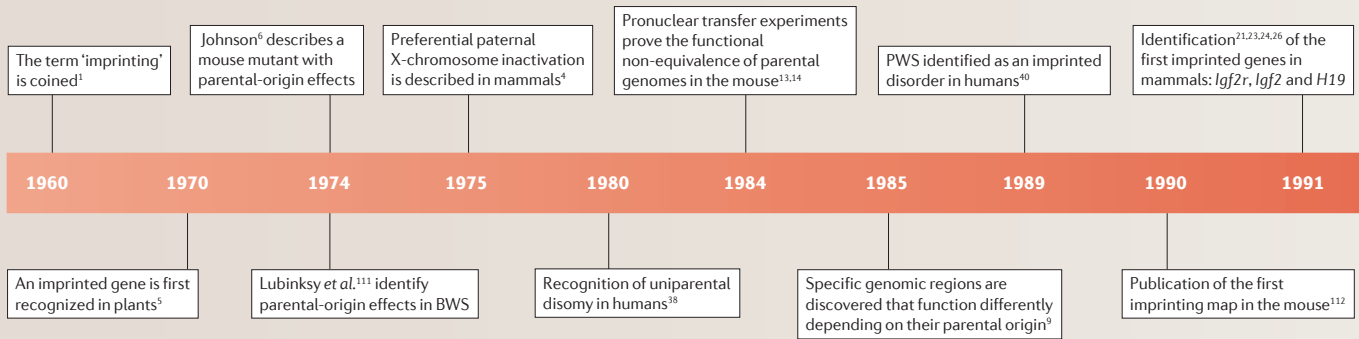 The term ‘imprinting’
is coined¹
Johnson⁶ describes a
mouse mutant with
parental-origin effects
Preferential paternal
X-chromosome inactivation
is described in mammals⁴
Pronuclear transfer experiments
prove the functional
non-equivalence of parental
genomes in the mouse¹³,¹⁴
PWS identified as an imprinted
disorder in humans⁴⁰
Identification²¹,²³,²⁴,²⁶ of the
first imprinted genes in
mammals: Igf2r, Igf2 and H19
1960 1970 1974 1975 1980 1984 1985 1989 1990 1991
An imprinted gene is first
recognized in plants⁵
Lubinksy et al.¹¹¹ identify
parental-origin effects in BWS
Recognition of uniparental
disomy in humans³⁸
Specific genomic regions are
discovered that function differently
depending on their parental origin⁹
Publication of the first
imprinting map in the mouse¹¹²